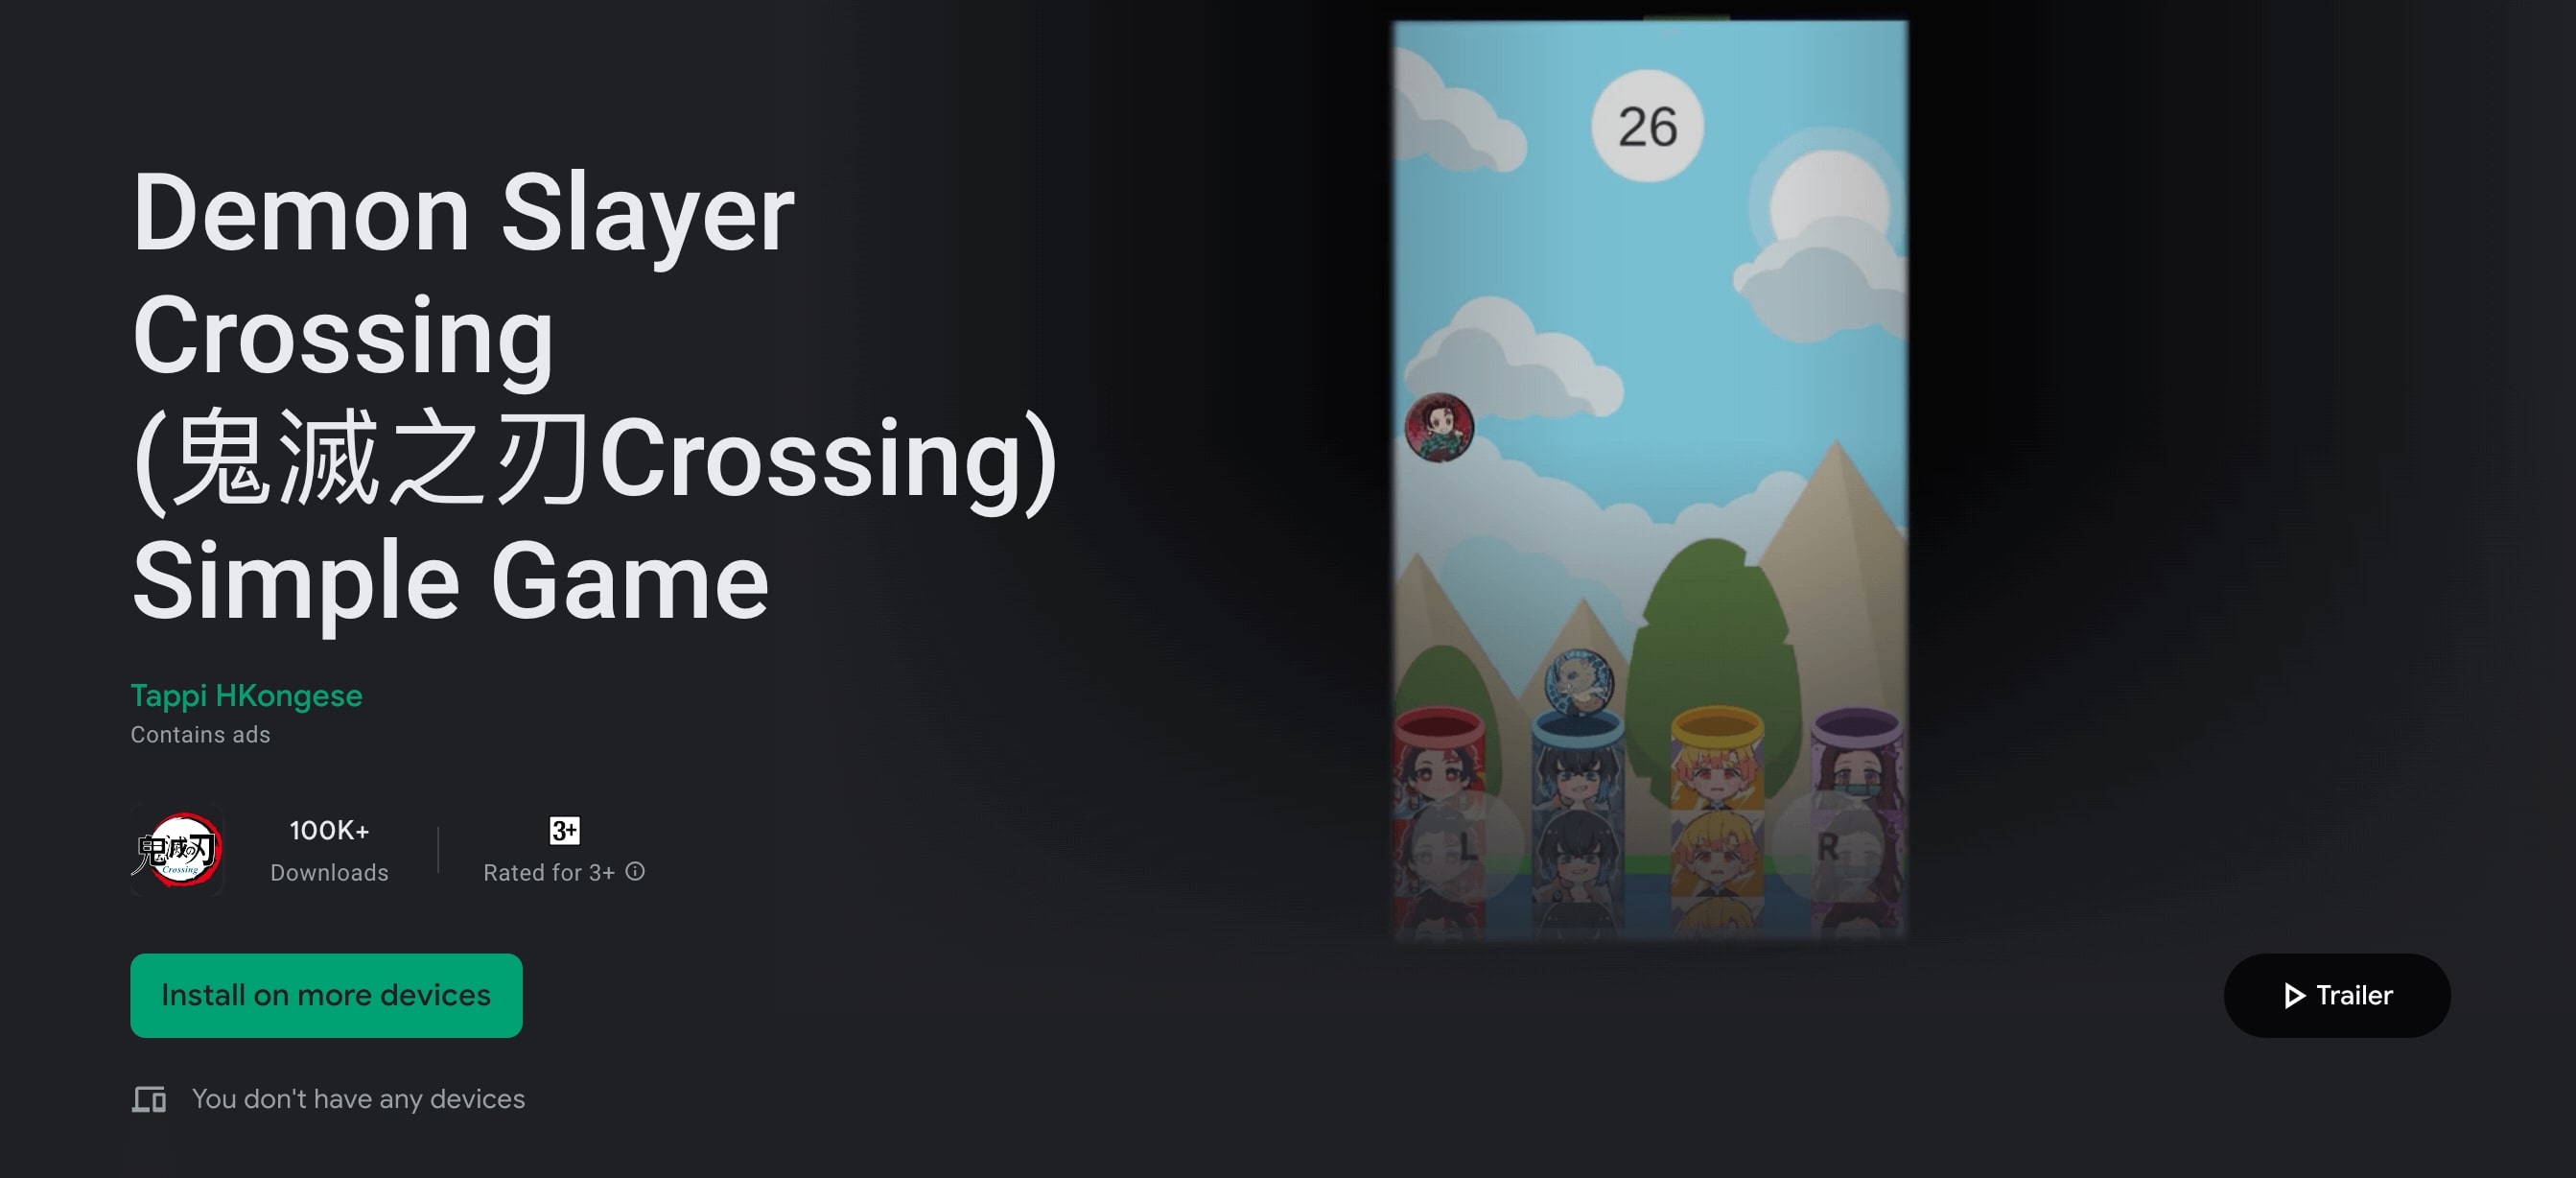 Demon Slayer
Crossing
(鬼滅之刃Crossing)
Simple Game
Tappi HKongese
Contains ads
鬼滅の刃
Crossing
100K+
Downloads
3+
Rated for 3+
Install on more devices
Trailer
You don't have any devices
26
L
R